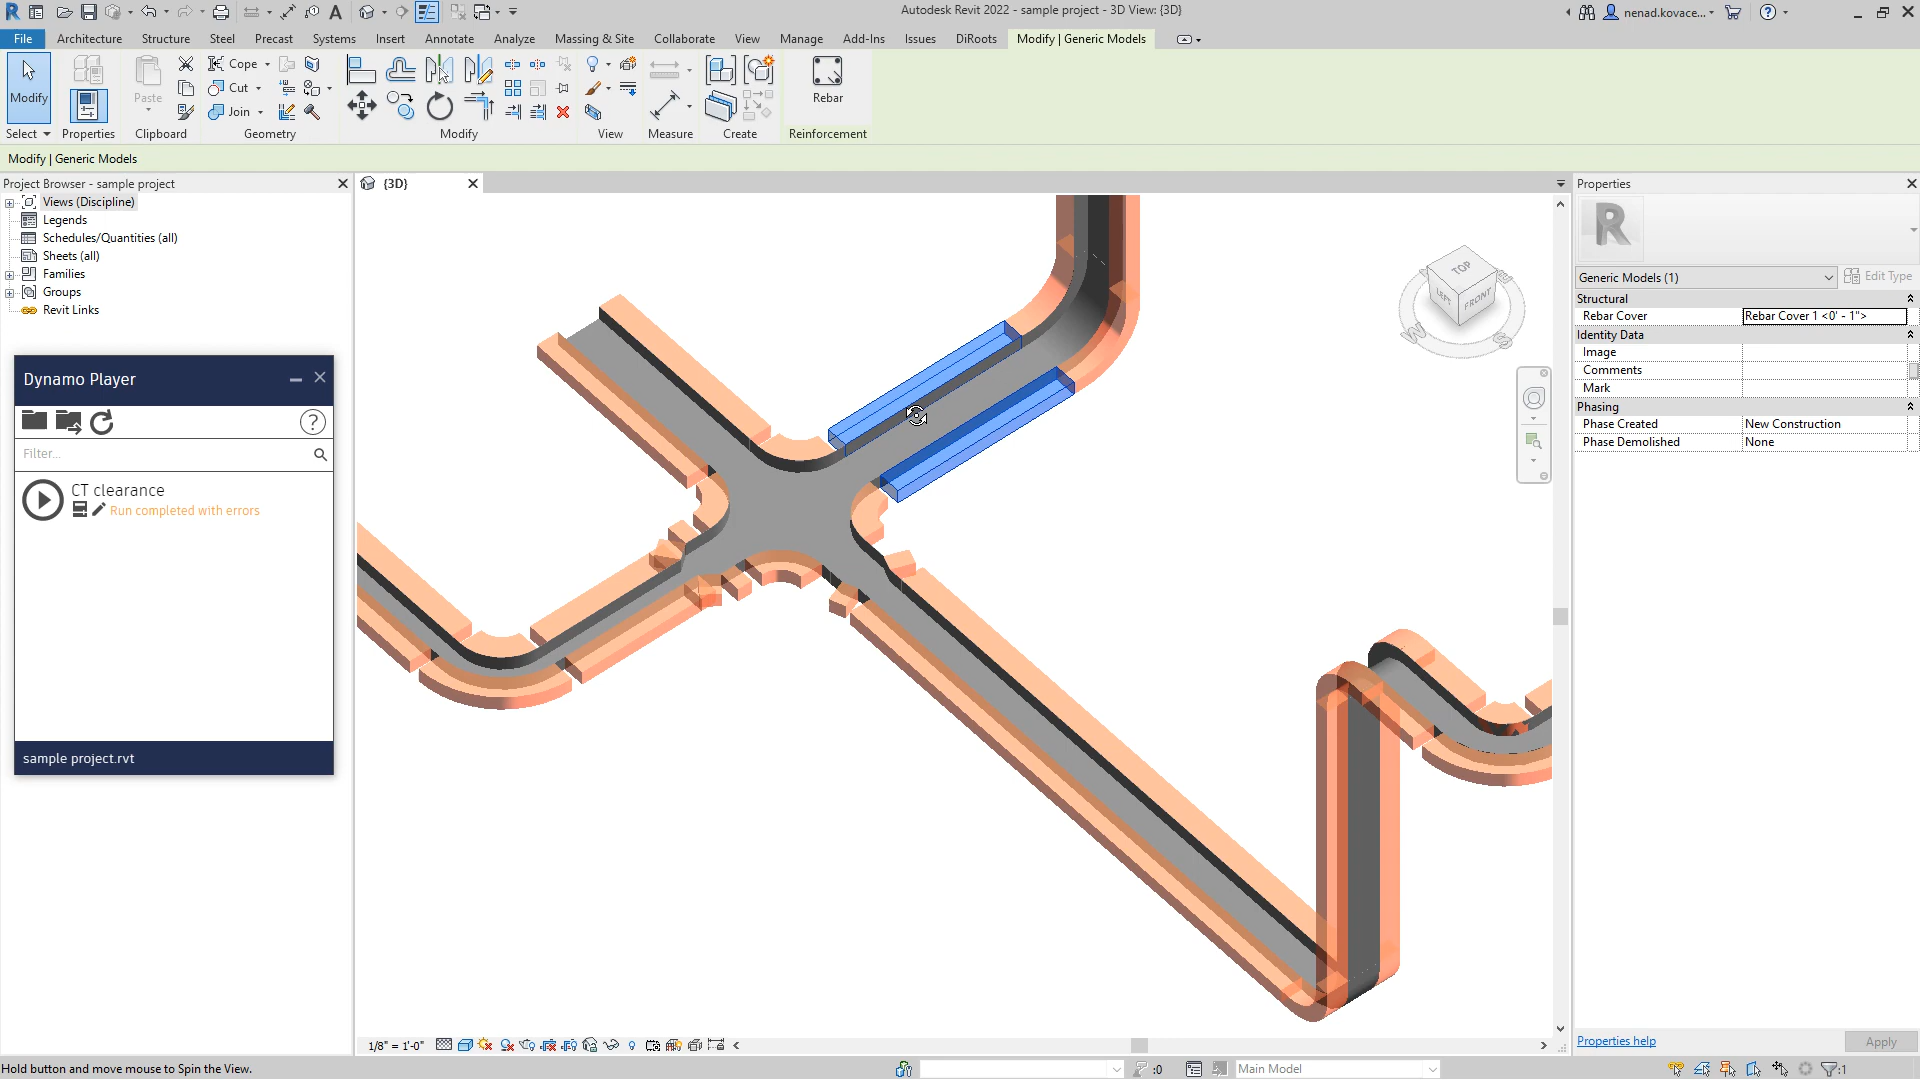 Autodesk Revit 2022 - sample project - 3D View: {3D}
nenad.kovace...
File
Architecture
Structure
Steel
Precast
Systems
Insert
Annotate
Analyze
Massing & Site
Collaborate
View
Manage
Add-Ins
Issues
DiRoots
Modify | Generic Models
Modify
Paste
Cope
Cut
Join
Rebar
Select
Properties
Clipboard
Geometry
Modify
View
Measure
Create
Reinforcement
Modify | Generic Models
Project Browser - sample project
Views (Discipline)
Legends
Schedules/Quantities (all)
Sheets (all)
Families
Groups
Revit Links
Dynamo Player
Filter...
CT clearance
Run completed with errors
sample project.rvt
{3D}
TOP
LEFT
FRONT
W
S
E
Properties
R
Generic Models (1)
Edit Type
Structural
Rebar Cover
Rebar Cover 1 <0' - 1">
Identity Data
Image
Comments
Mark
Phasing
Phase Created
New Construction
Phase Demolished
None
Properties help
Apply
1/8" = 1'-0"
Hold button and move mouse to Spin the View.
:0
Main Model
:1